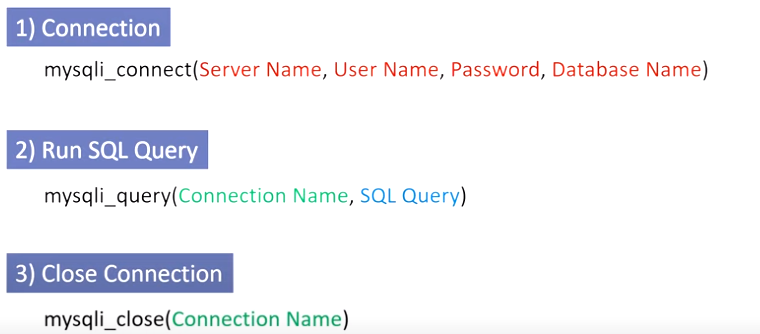 1) Connection
mysqli_connect(Server Name, User Name, Password, Database Name)
2) Run SQL Query
mysqli_query(Connection Name, SQL Query)
3) Close Connection
mysqli_close(Connection Name)